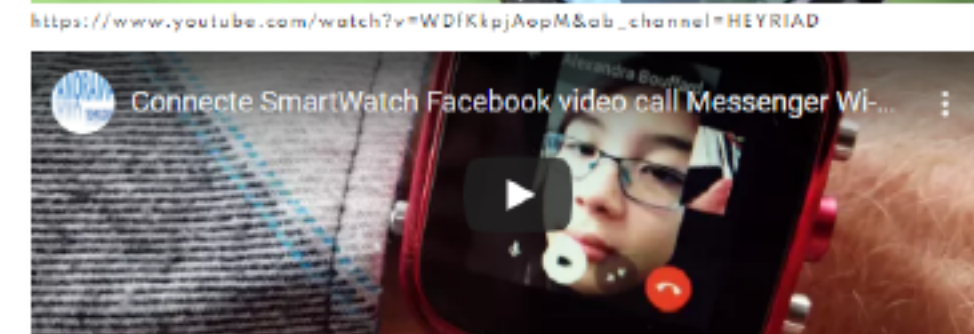 https://www.youtube.com/watch?v=WDfKkpjAopM&ab_channel=HEYRIAD
Alexandra Bouffard
Connecte SmartWatch Facebook video call Messenger Wi-...